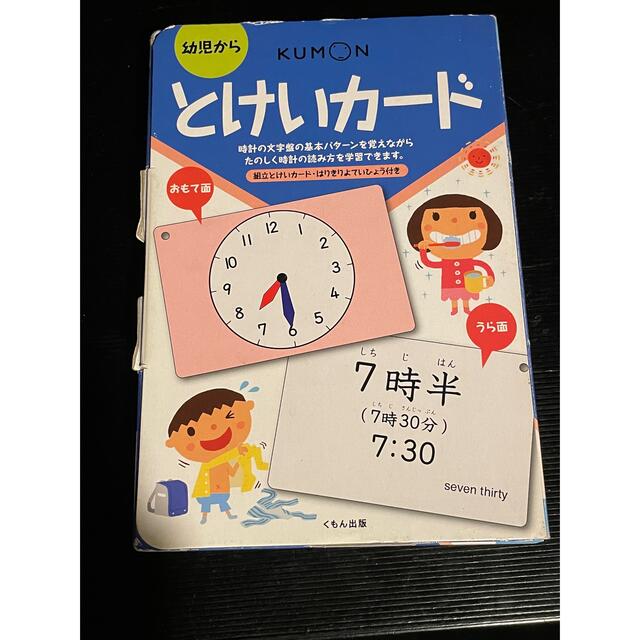 幼児から
KUMON
とけいカード
時計の文字盤の基本パターンを覚えながら
たのしく時計の読み方を学習できます。
組立とけいカード・はりきりよていひょう付き
おもて面
12
11 1
10 2
9 3
8 4
7 5
6
うら面
しち じ はん
7時半
しち じ さんじゅっ ぷん
(7時30分)
7:30
seven thirty
くもん出版